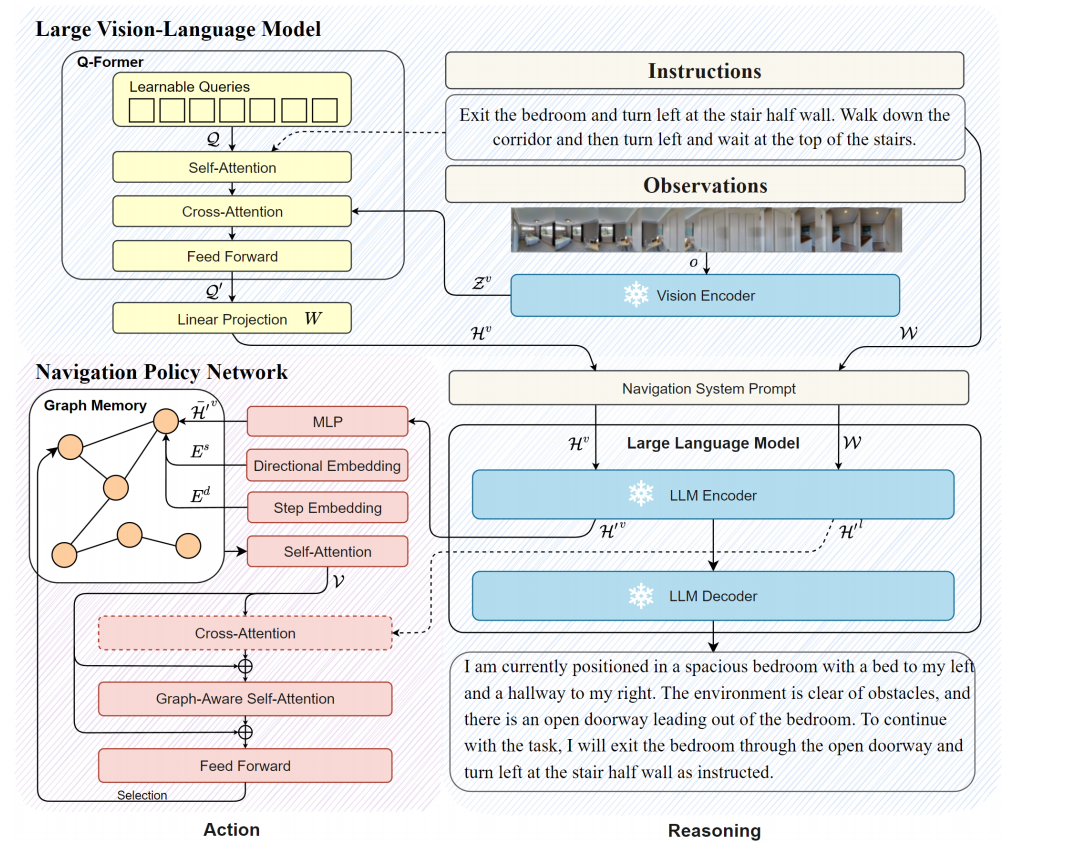 Large Vision-Language Model
Q-Former
Learnable Queries
𝒬
Self-Attention
Cross-Attention
Feed Forward
𝒬′
Linear Projection W
ℋᵛ
Instructions
Exit the bedroom and turn left at the stair half wall. Walk down the
corridor and then turn left and wait at the top of the stairs.
Observations
o
𝒵ᵛ
Vision Encoder
𝒲
Navigation System Prompt
ℋᵛ
Large Language Model
𝒲
LLM Encoder
ℋ′ᵛ
ℋ′ˡ
LLM Decoder
I am currently positioned in a spacious bedroom with a bed to my left
and a hallway to my right. The environment is clear of obstacles, and
there is an open doorway leading out of the bedroom. To continue
with the task, I will exit the bedroom through the open doorway and
turn left at the stair half wall as instructed.
Reasoning
Navigation Policy Network
Graph Memory
ℋ̄′ᵛ
MLP
Eˢ
Directional Embedding
Eᵈ
Step Embedding
Self-Attention
𝒱
Cross-Attention
Graph-Aware Self-Attention
Feed Forward
Selection
Action